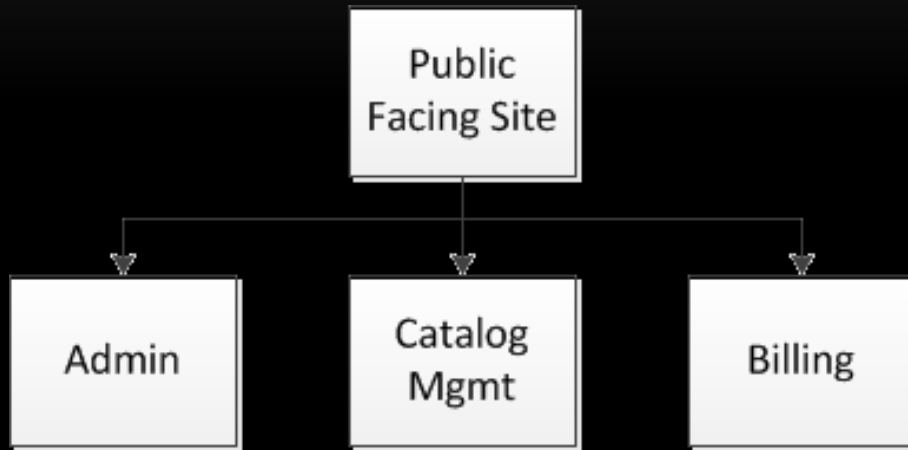 Public
Facing Site
Admin
Catalog
Mgmt
Billing